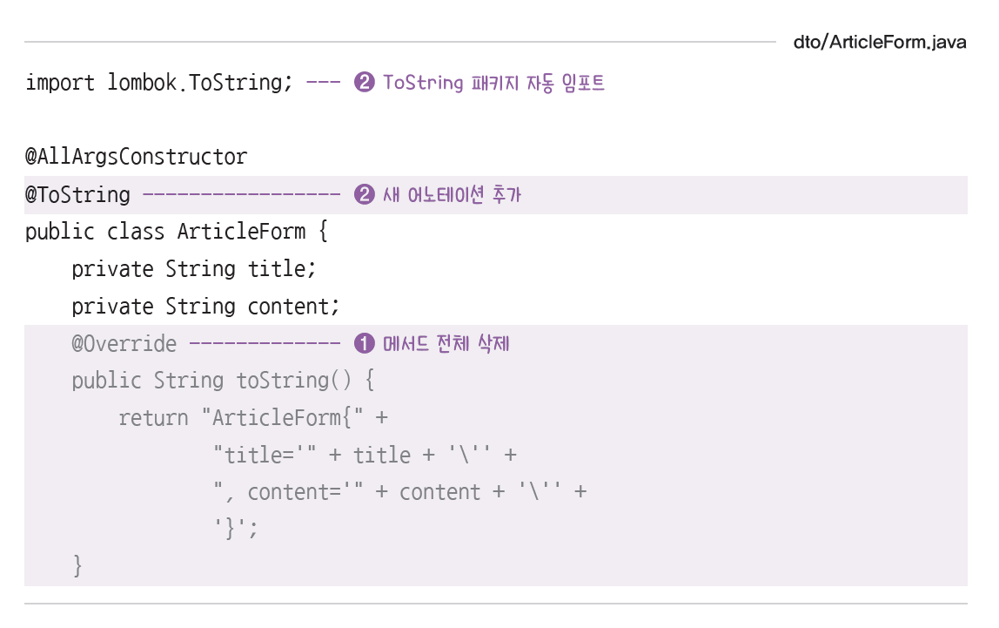 dto/ArticleForm.java
import lombok.ToString; --- ❷ ToString 패키지 자동 임포트
@AllArgsConstructor
@ToString ----------------- ❷ 새 어노테이션 추가
public class ArticleForm {
    private String title;
    private String content;
    @Override ------------- ❶ 메서드 전체 삭제
    public String toString() {
        return "ArticleForm{" +
                "title='" + title + '\'' +
                ", content='" + content + '\'' +
                '}';
    }